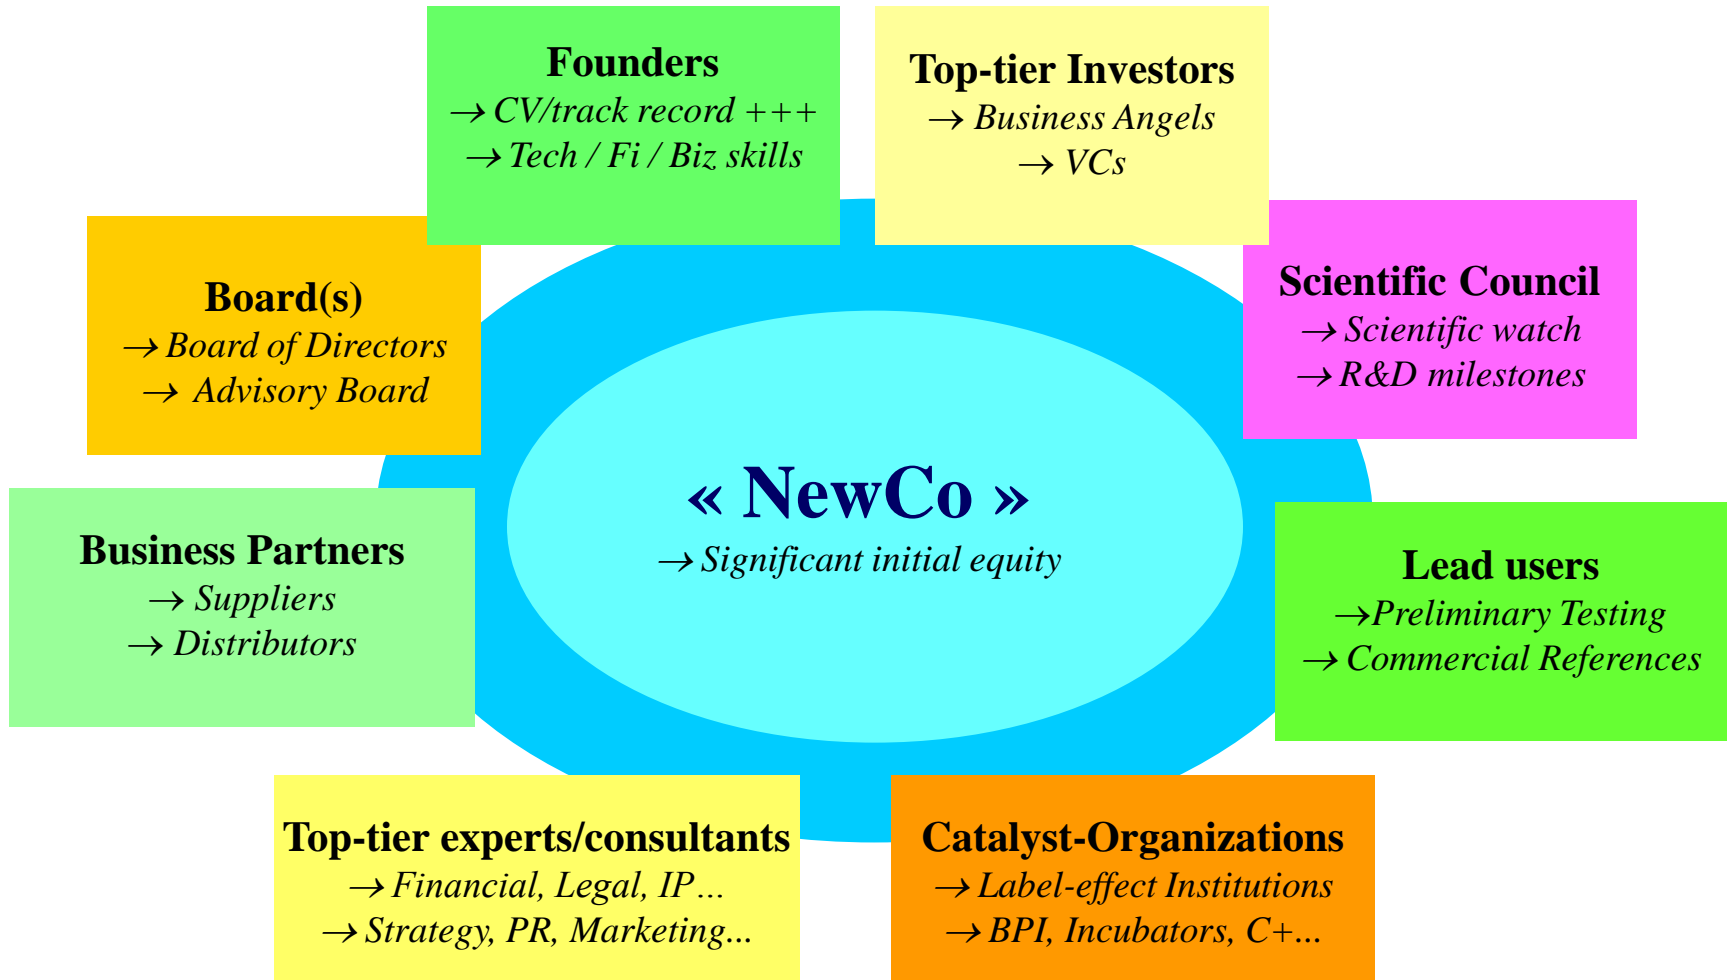 Founders
→ CV/track record +++
→ Tech / Fi / Biz skills
Top-tier Investors
→ Business Angels
→ VCs
Board(s)
→ Board of Directors
→ Advisory Board
Scientific Council
→ Scientific watch
→ R&D milestones
« NewCo »
→ Significant initial equity
Business Partners
→ Suppliers
→ Distributors
Lead users
→Preliminary Testing
→ Commercial References
Top-tier experts/consultants
→ Financial, Legal, IP…
→ Strategy, PR, Marketing...
Catalyst-Organizations
→ Label-effect Institutions
→ BPI, Incubators, C+...